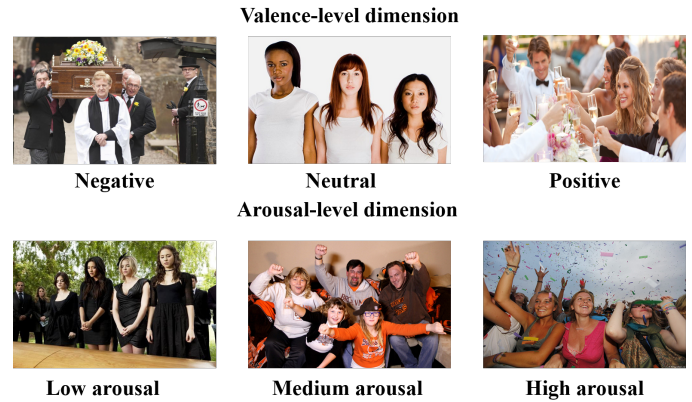 Valence-level dimension
Negative
Neutral
Positive
Arousal-level dimension
Low arousal
Medium arousal
High arousal